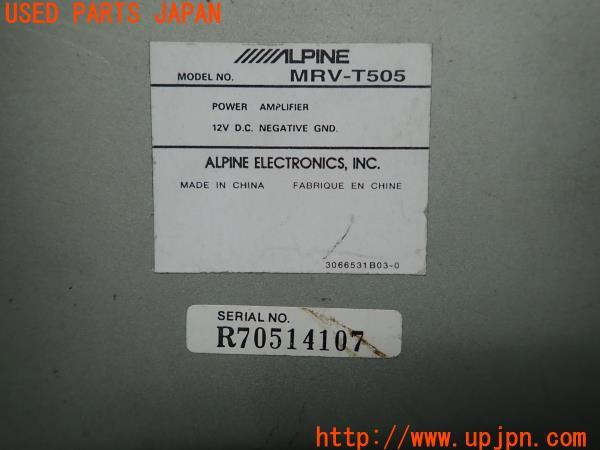 USED PARTS JAPAN
ALPINE
MODEL NO. MRV-T505
POWER AMPLIFIER
12V D.C. NEGATIVE GND.
ALPINE ELECTRONICS, INC.
MADE IN CHINA FABRIQUE EN CHINE
3066531B03-0
SERIAL NO.
R70514107
http://www.upjpn.com